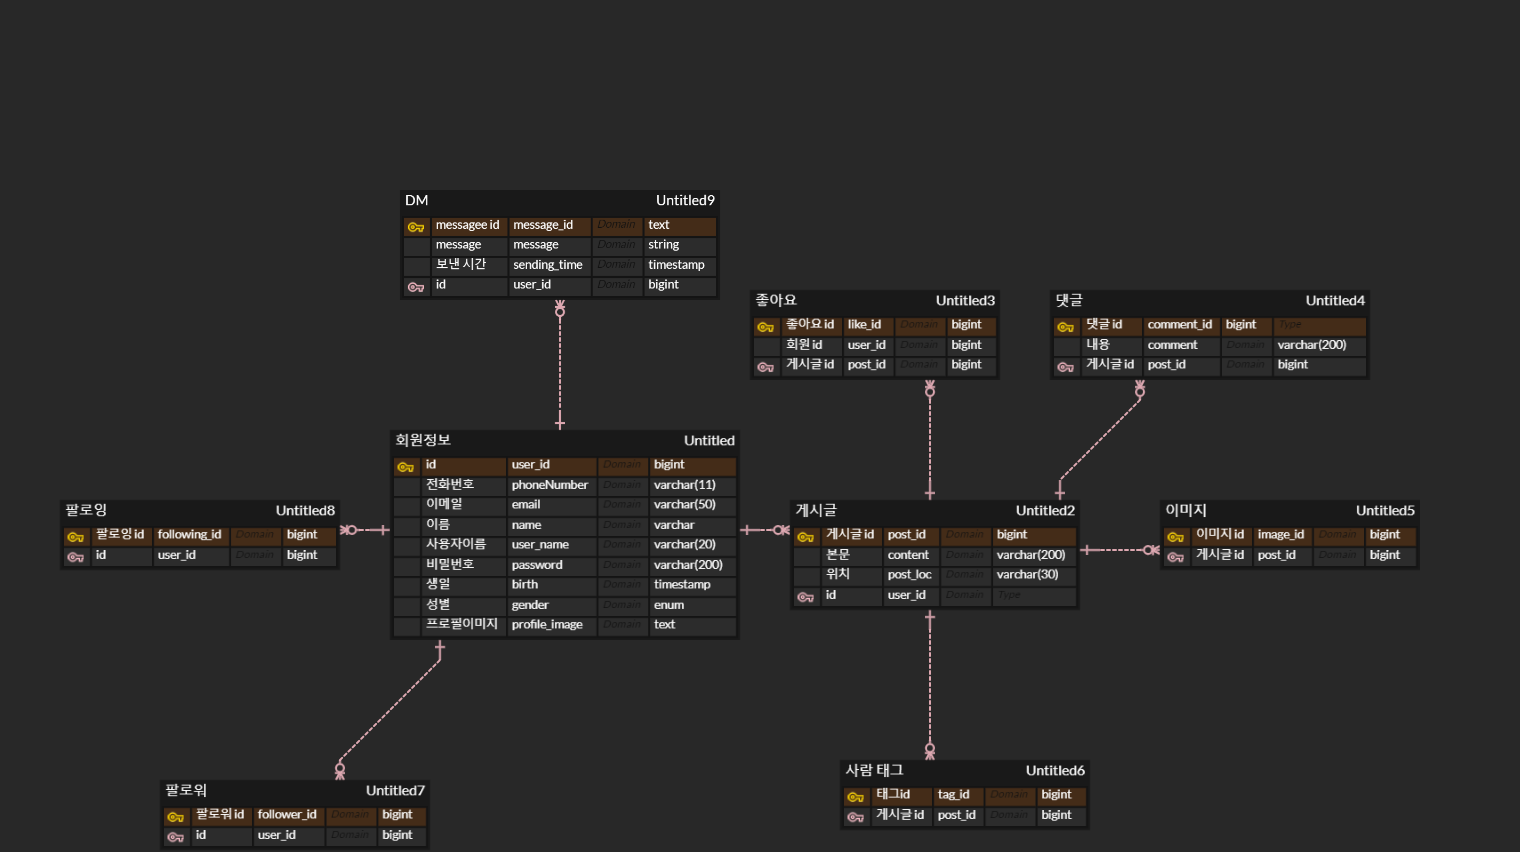 DM Untitled9
messagee id message_id Domain text
message message Domain string
보낸 시간 sending_time Domain timestamp
id user_id Domain bigint
좋아요 Untitled3
좋아요 id like_id Domain bigint
회원 id user_id Domain bigint
게시글 id post_id Domain bigint
댓글 Untitled4
댓글 id comment_id bigint Type
내용 comment Domain varchar(200)
게시글 id post_id Domain bigint
회원정보 Untitled
id user_id Domain bigint
전화번호 phoneNumber Domain varchar(11)
이메일 email Domain varchar(50)
이름 name Domain varchar
사용자이름 user_name Domain varchar(20)
비밀번호 password Domain varchar(200)
생일 birth Domain timestamp
성별 gender Domain enum
프로필이미지 profile_image Domain text
팔로잉 Untitled8
팔로잉 id following_id Domain bigint
id user_id Domain bigint
게시글 Untitled2
게시글 id post_id Domain bigint
본문 content Domain varchar(200)
위치 post_loc Domain varchar(30)
id user_id Domain Type
이미지 Untitled5
이미지 id image_id Domain bigint
게시글 id post_id Domain bigint
팔로워 Untitled7
팔로워 id follower_id Domain bigint
id user_id Domain bigint
사람 태그 Untitled6
태그id tag_id Domain bigint
게시글 id post_id Domain bigint